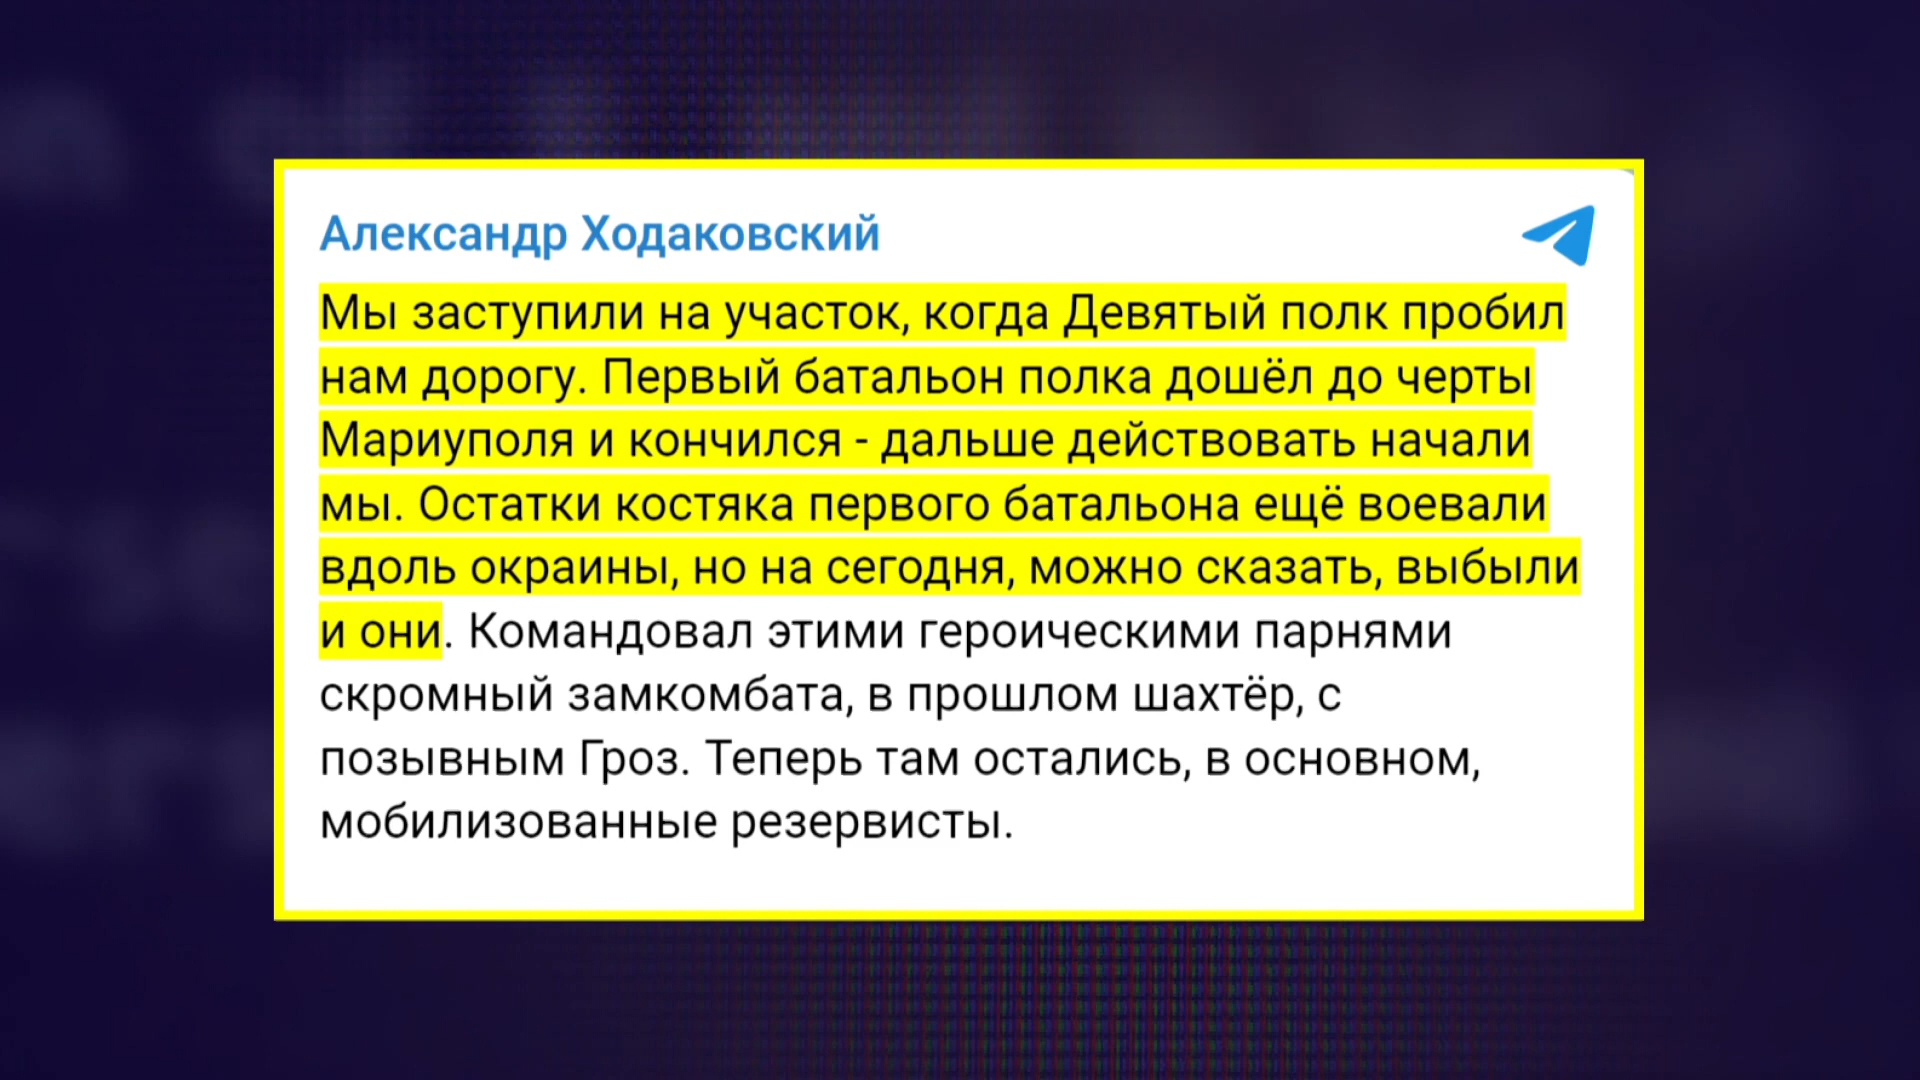 Александр Ходаковский
Мы заступили на участок, когда Девятый полк пробил
нам дорогу. Первый батальон полка дошёл до черты
Мариуполя и кончился - дальше действовать начали
мы. Остатки костяка первого батальона ещё воевали
вдоль окраины, но на сегодня, можно сказать, выбыли
и они. Командовал этими героическими парнями
скромный замкомбата, в прошлом шахтёр, с
позывным Гроз. Теперь там остались, в основном,
мобилизованные резервисты.